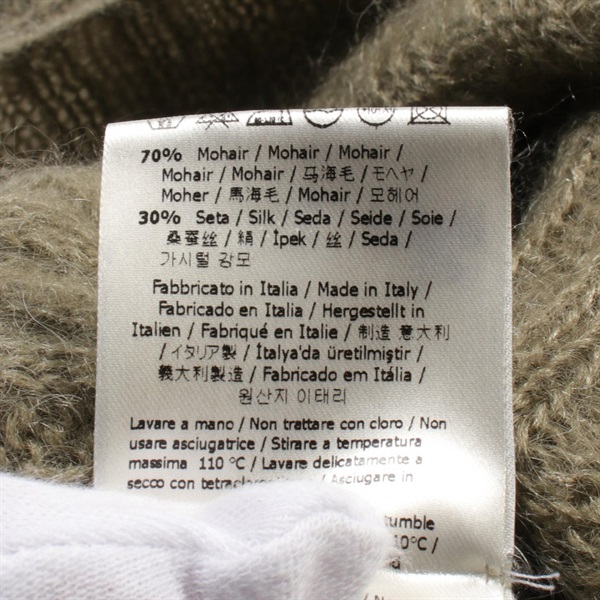 70% Mohair / Mohair / Mohair /
Mohair / Mohair / 马海毛 / モヘヤ /
Moher / 馬海毛 / Mohair / 모헤어
30% Seta / Silk / Seda / Seide / Soie /
桑蚕丝 / 絹 / İpek / 丝 / Seda /
가시털 강모
Fabbricato in Italia / Made in Italy /
Fabricado en Italia / Hergestellt in
Italien / Fabriqué en Italie / 制造 意大利
/ イタリア製 / İtalya'da üretilmiştir /
義大利製造 / Fabricado em Itália /
원산지 이태리
Lavare a mano / Non trattare con cloro / Non
usare asciugatrice / Stirare a temperatura
massima 110 °C / Lavare delicatamente a
secco con / Asciugare in
tumble
10°C /